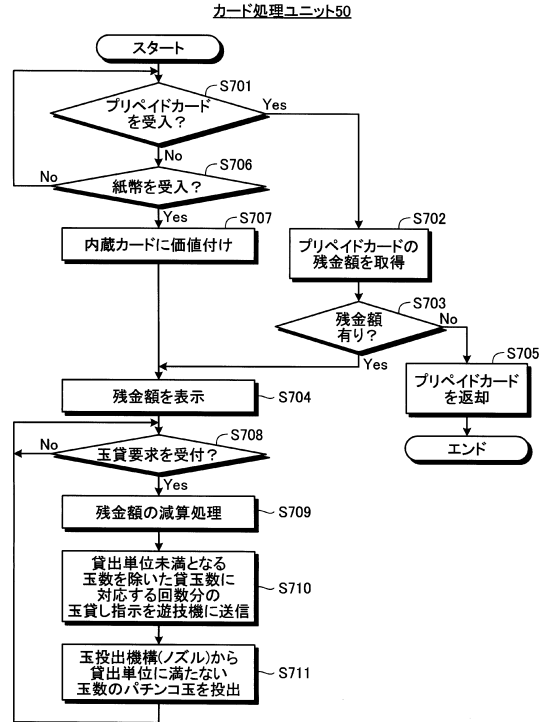 カード処理ユニット50
スタート
S701
プリペイドカード
を受入？
Yes
No
S706
紙幣を受入？
No
Yes
S707
内蔵カードに価値付け
S702
プリペイドカードの
残金額を取得
S703
残金額
有り？
No
Yes
S705
プリペイドカード
を返却
エンド
残金額を表示
S704
S708
玉貸要求を受付？
No
Yes
残金額の減算処理
S709
貸出単位未満となる
玉数を除いた貸玉数に
対応する回数分の
玉貸し指示を遊技機に送信
S710
玉投出機構(ノズル)から
貸出単位に満たない
玉数のパチンコ玉を投出
S711